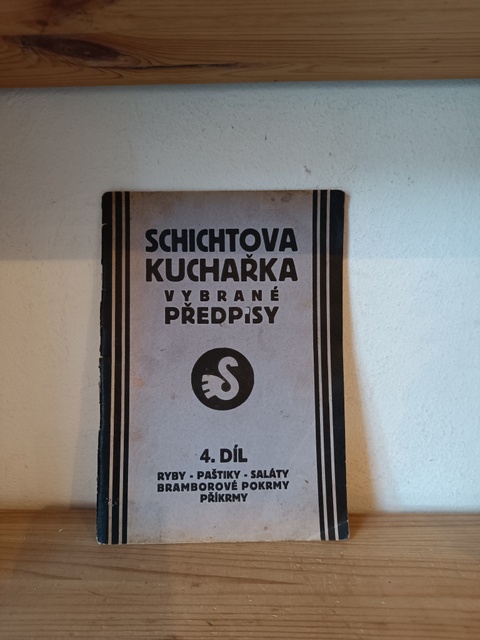 SCHICHTOVA
KUCHAŘKA
VYBRANÉ
PŘEDPISY
4. DÍL
RYBY - PAŠTIKY - SALÁTY
BRAMBOROVÉ POKRMY
PŘÍKRMY